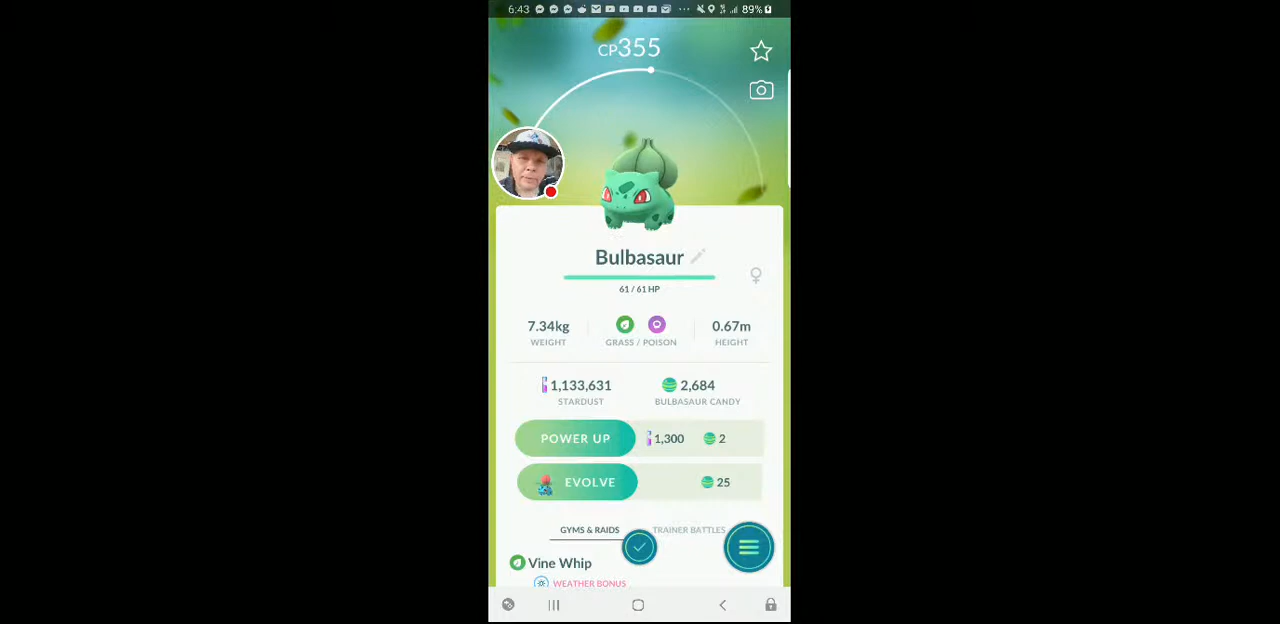 6:43 ... 89%
CP355
Bulbasaur
61 / 61 HP
7.34kg GRASS / POISON 0.67m
WEIGHT HEIGHT
1,133,631 2,684
STARDUST BULBASAUR CANDY
POWER UP 1,300 2
EVOLVE 25
GYMS & RAIDS TRAINER BATTLES
Vine Whip
WEATHER BONUS